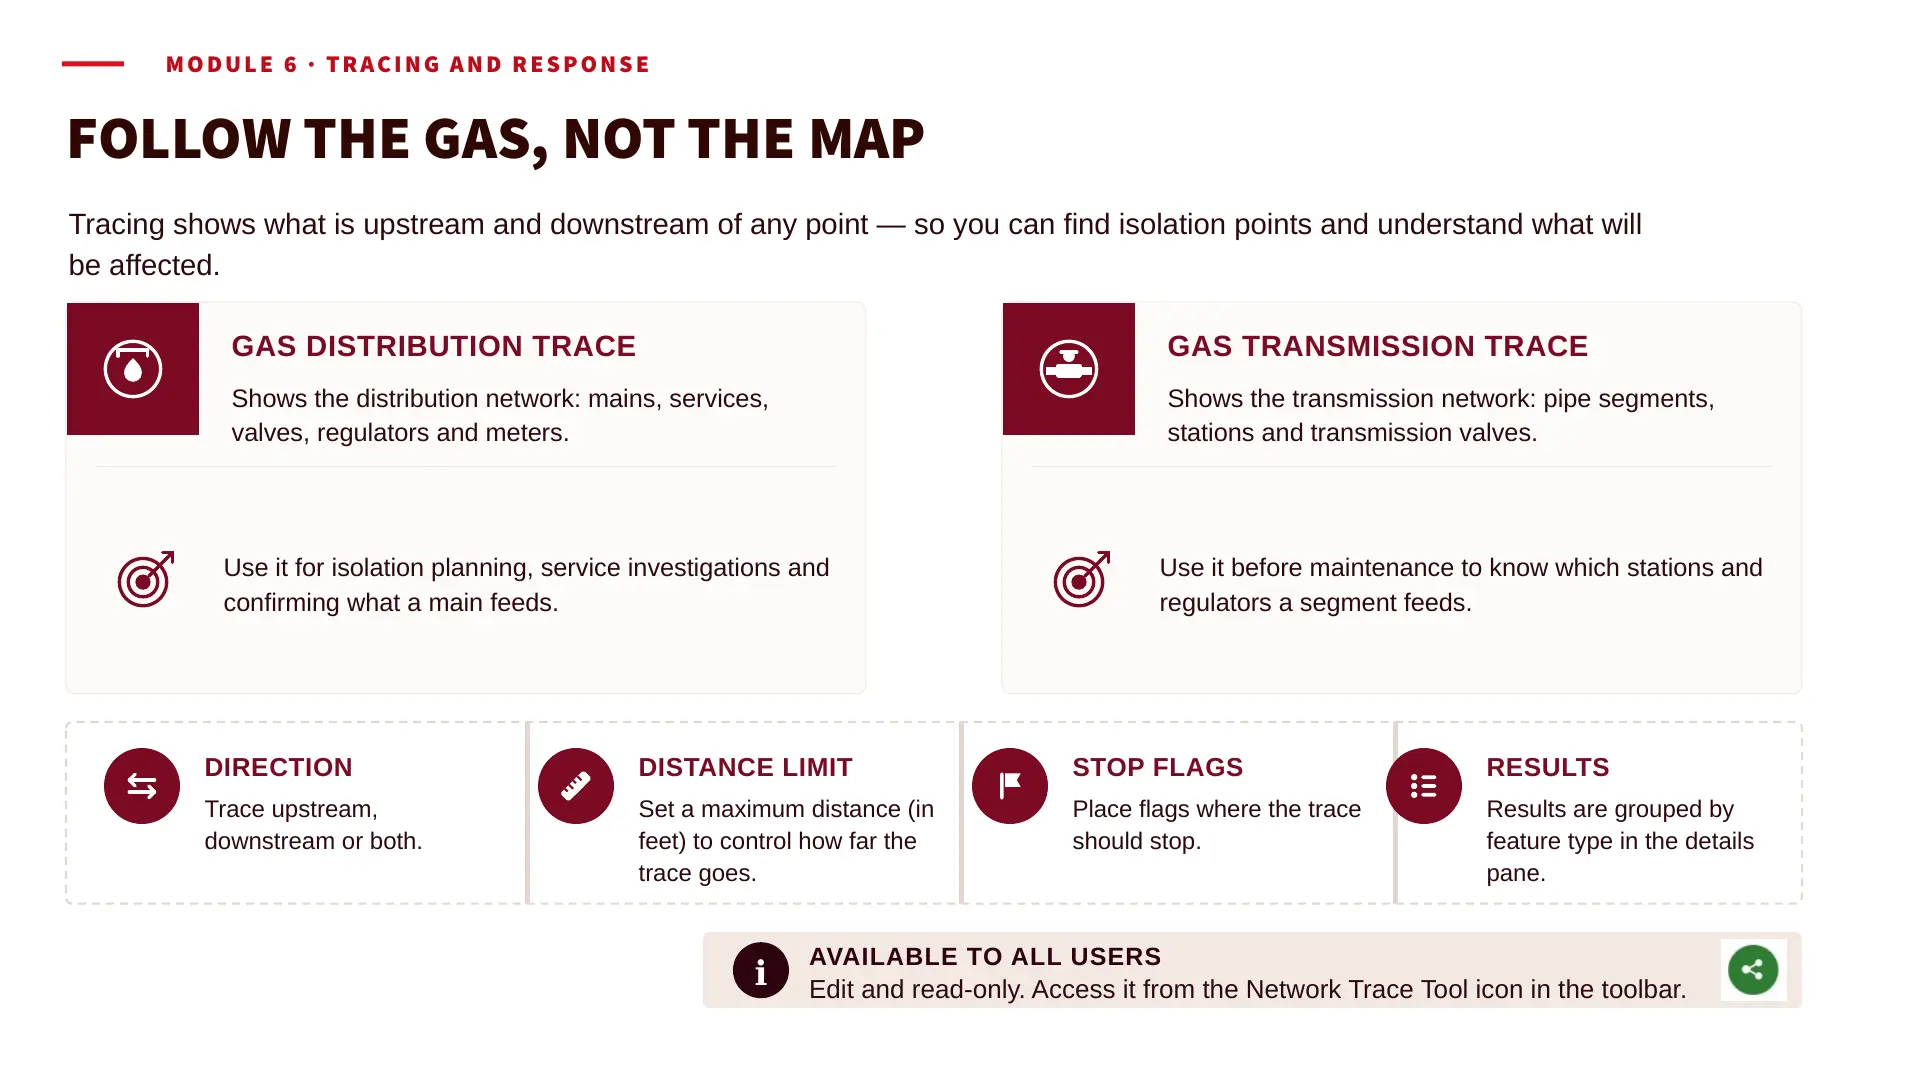 MODULE 6 · TRACING AND RESPONSE
FOLLOW THE GAS, NOT THE MAP
Tracing shows what is upstream and downstream of any point — so you can find isolation points and understand what will
be affected.
GAS DISTRIBUTION TRACE
Shows the distribution network: mains, services,
valves, regulators and meters.
Use it for isolation planning, service investigations and
confirming what a main feeds.
GAS TRANSMISSION TRACE
Shows the transmission network: pipe segments,
stations and transmission valves.
Use it before maintenance to know which stations and
regulators a segment feeds.
DIRECTION
Trace upstream,
downstream or both.
DISTANCE LIMIT
Set a maximum distance (in
feet) to control how far the
trace goes.
STOP FLAGS
Place flags where the trace
should stop.
RESULTS
Results are grouped by
feature type in the details
pane.
i
AVAILABLE TO ALL USERS
Edit and read-only. Access it from the Network Trace Tool icon in the toolbar.